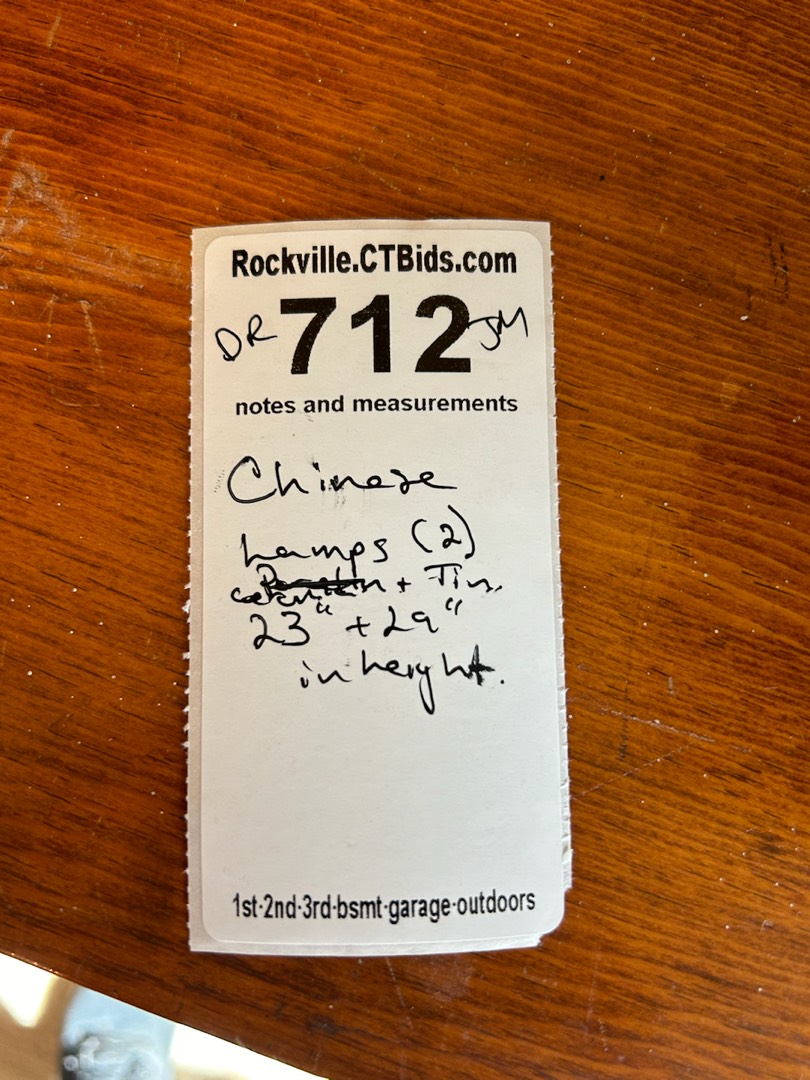 Rockville.CTBids.com
DR 712 JM
notes and measurements
Chinese
Lamps (2)
+ Tin.
23" + 29"
in height.
1st·2nd·3rd·bsmt·garage·outdoors